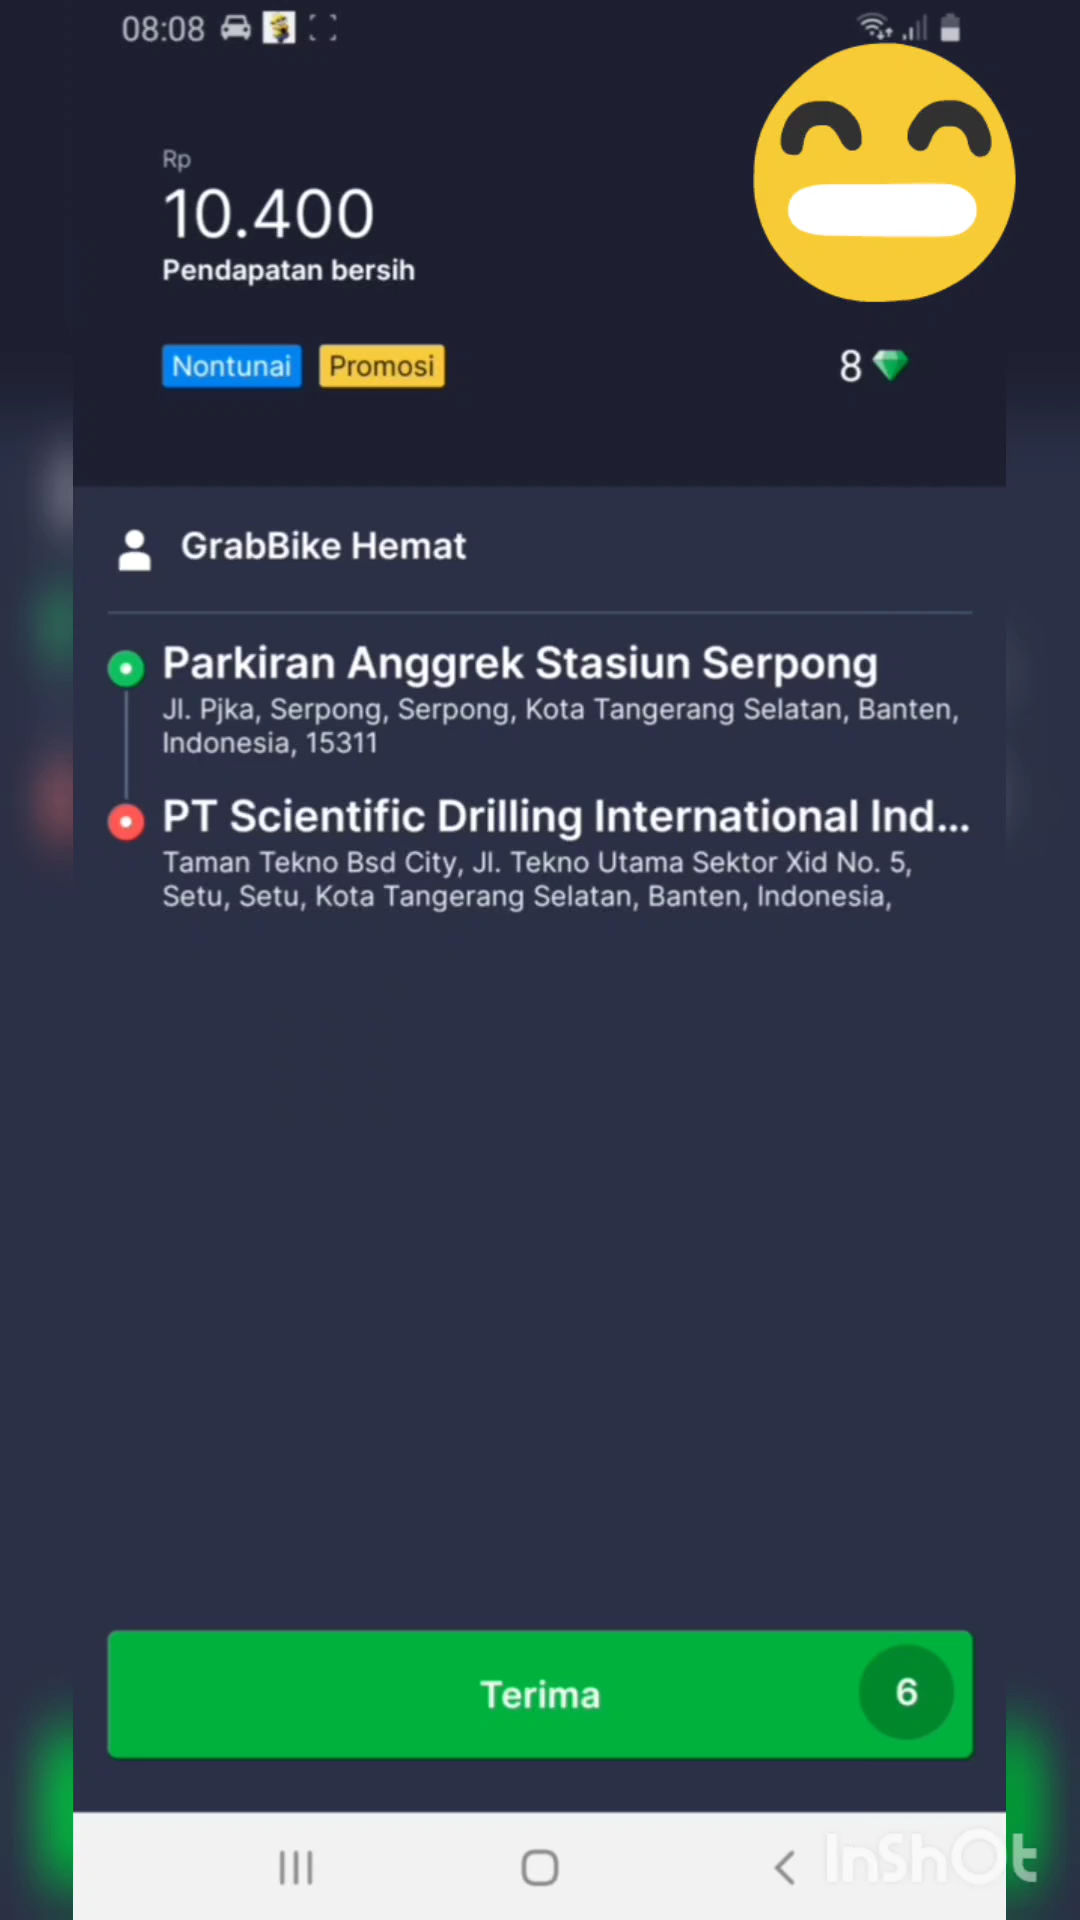 08:08
Rp
10.400
Pendapatan bersih
Nontunai Promosi 8
GrabBike Hemat
Parkiran Anggrek Stasiun Serpong
Jl. Pjka, Serpong, Serpong, Kota Tangerang Selatan, Banten,
Indonesia, 15311
PT Scientific Drilling International Ind...
Taman Tekno Bsd City, Jl. Tekno Utama Sektor Xid No. 5,
Setu, Setu, Kota Tangerang Selatan, Banten, Indonesia,
Terima 6
InShOt